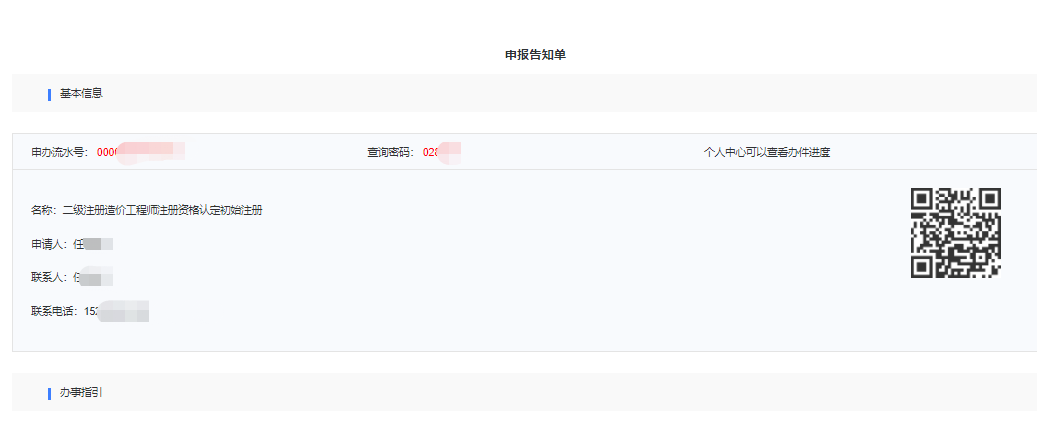 申报告知单
基本信息
申办流水号： 000 查询密码： 02 个人中心可以查看办件进度
名称：二级注册造价工程师注册资格认定初始注册
申请人：任
联系人：
联系电话：152
办事指引